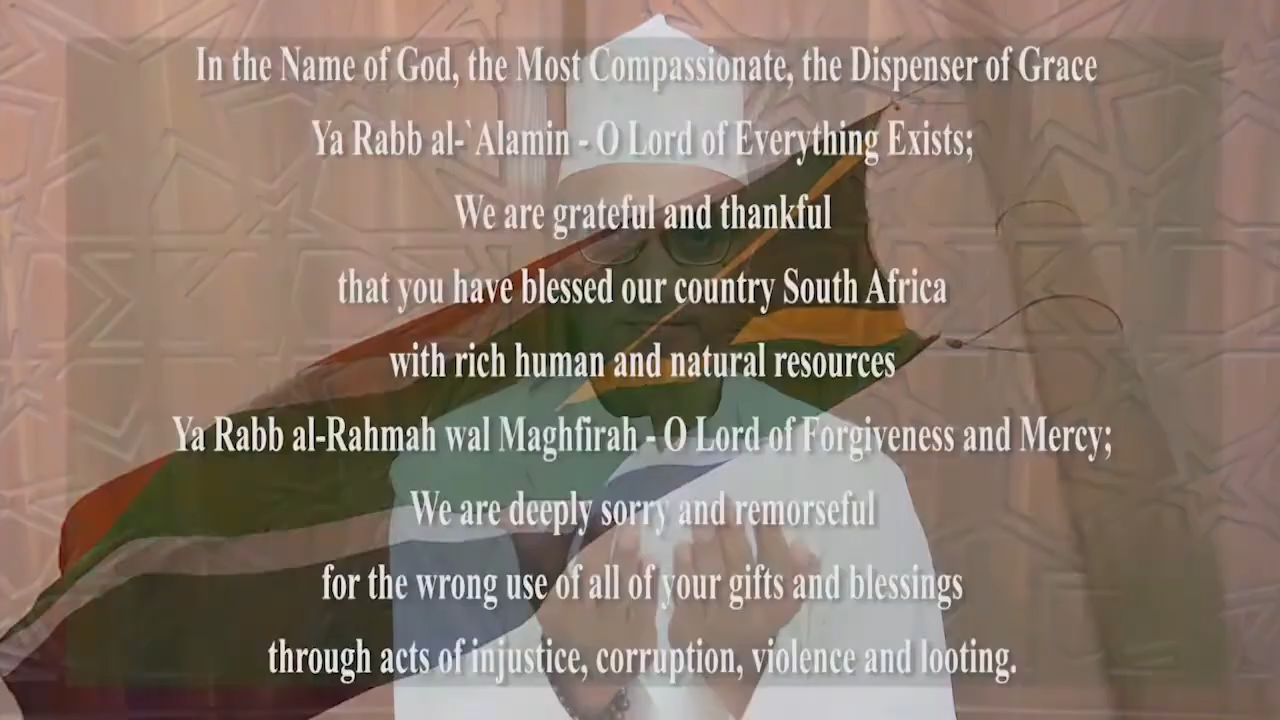 In the Name of God, the Most Compassionate, the Dispenser of Grace
Ya Rabb al-`Alamin - O Lord of Everything Exists;
We are grateful and thankful
that you have blessed our country South Africa
with rich human and natural resources
Ya Rabb al-Rahmah wal Maghfirah - O Lord of Forgiveness and Mercy;
We are deeply sorry and remorseful
for the wrong use of all of your gifts and blessings
through acts of injustice, corruption, violence and looting.